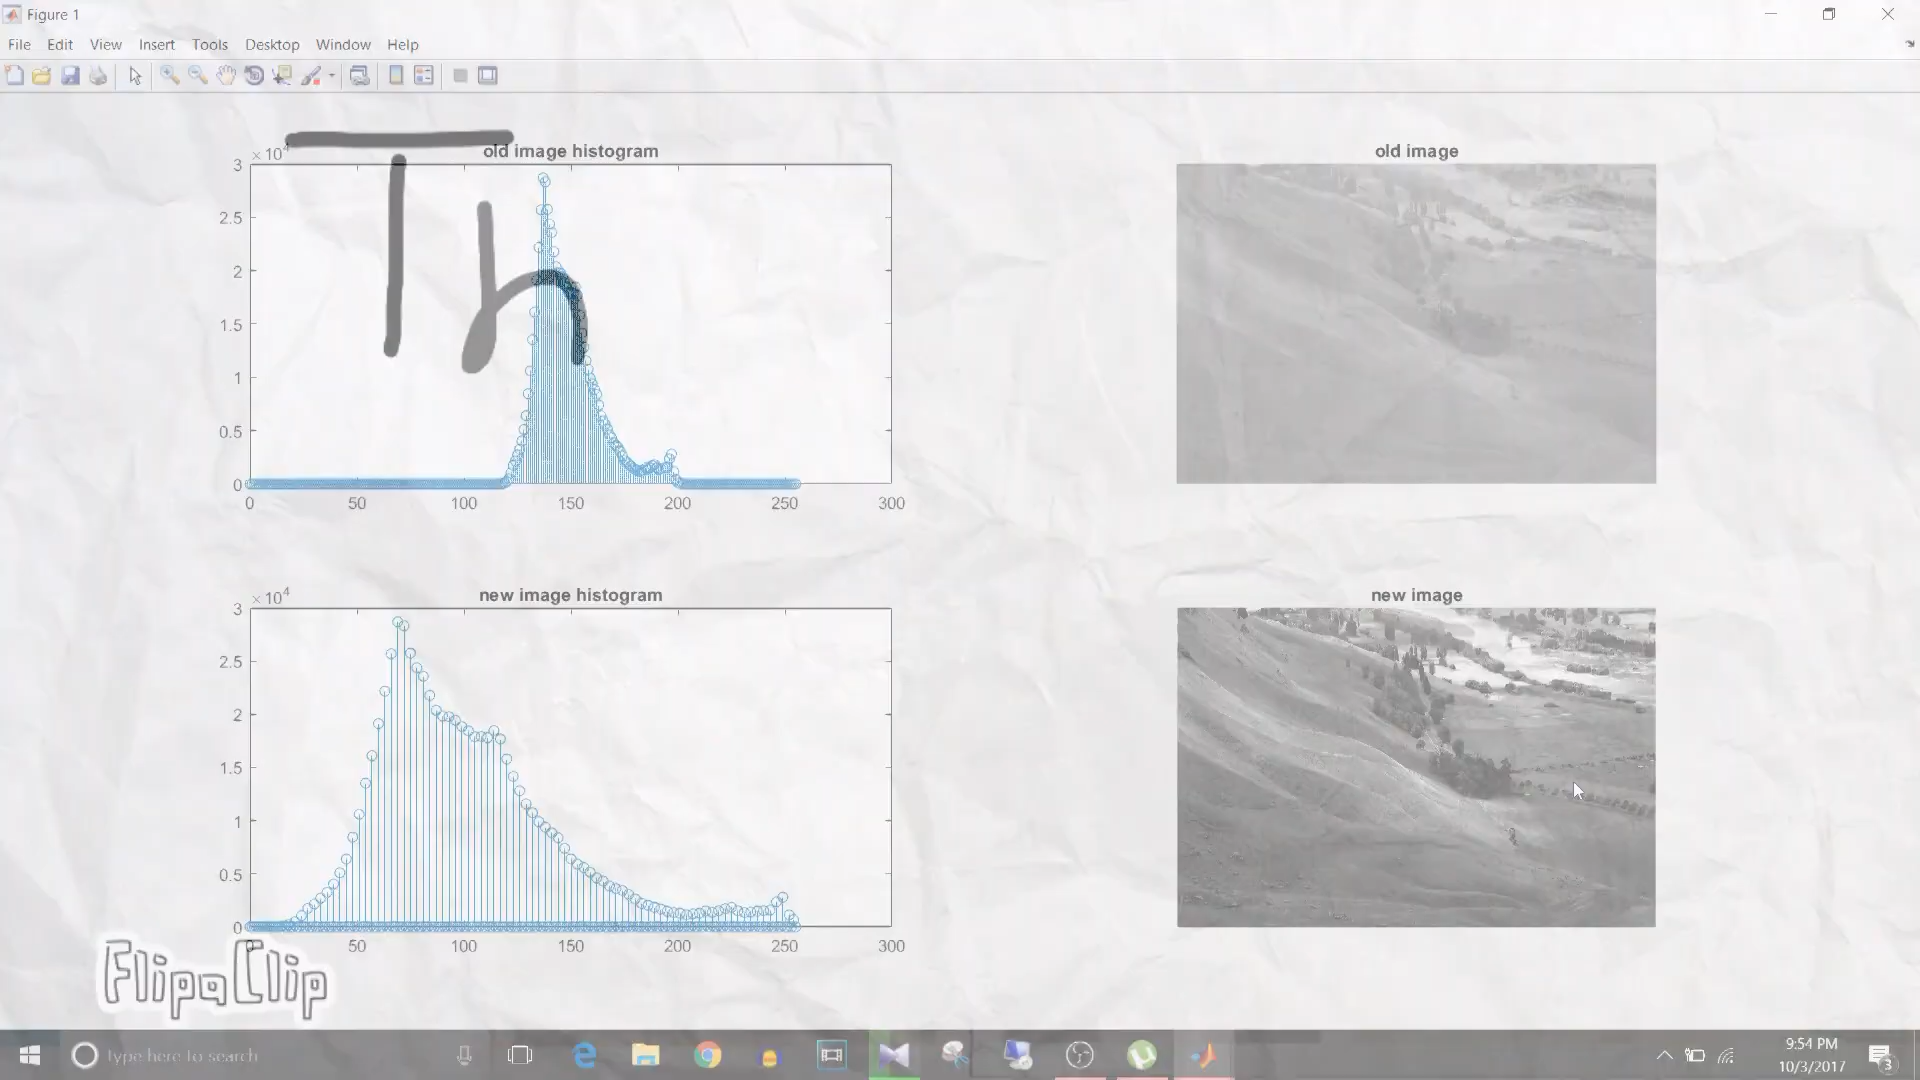 Figure 1
File Edit View Insert Tools Desktop Window Help
Th
old image histogram
×10⁴
3
2.5
2
1.5
1
0.5
0
0 50 100 150 200 250 300
old image
new image histogram
×10⁴
3
2.5
2
1.5
1
0.5
0
0 50 100 150 200 250 300
new image
FlipaClip
Type here to search
9:54 PM
10/3/2017
3